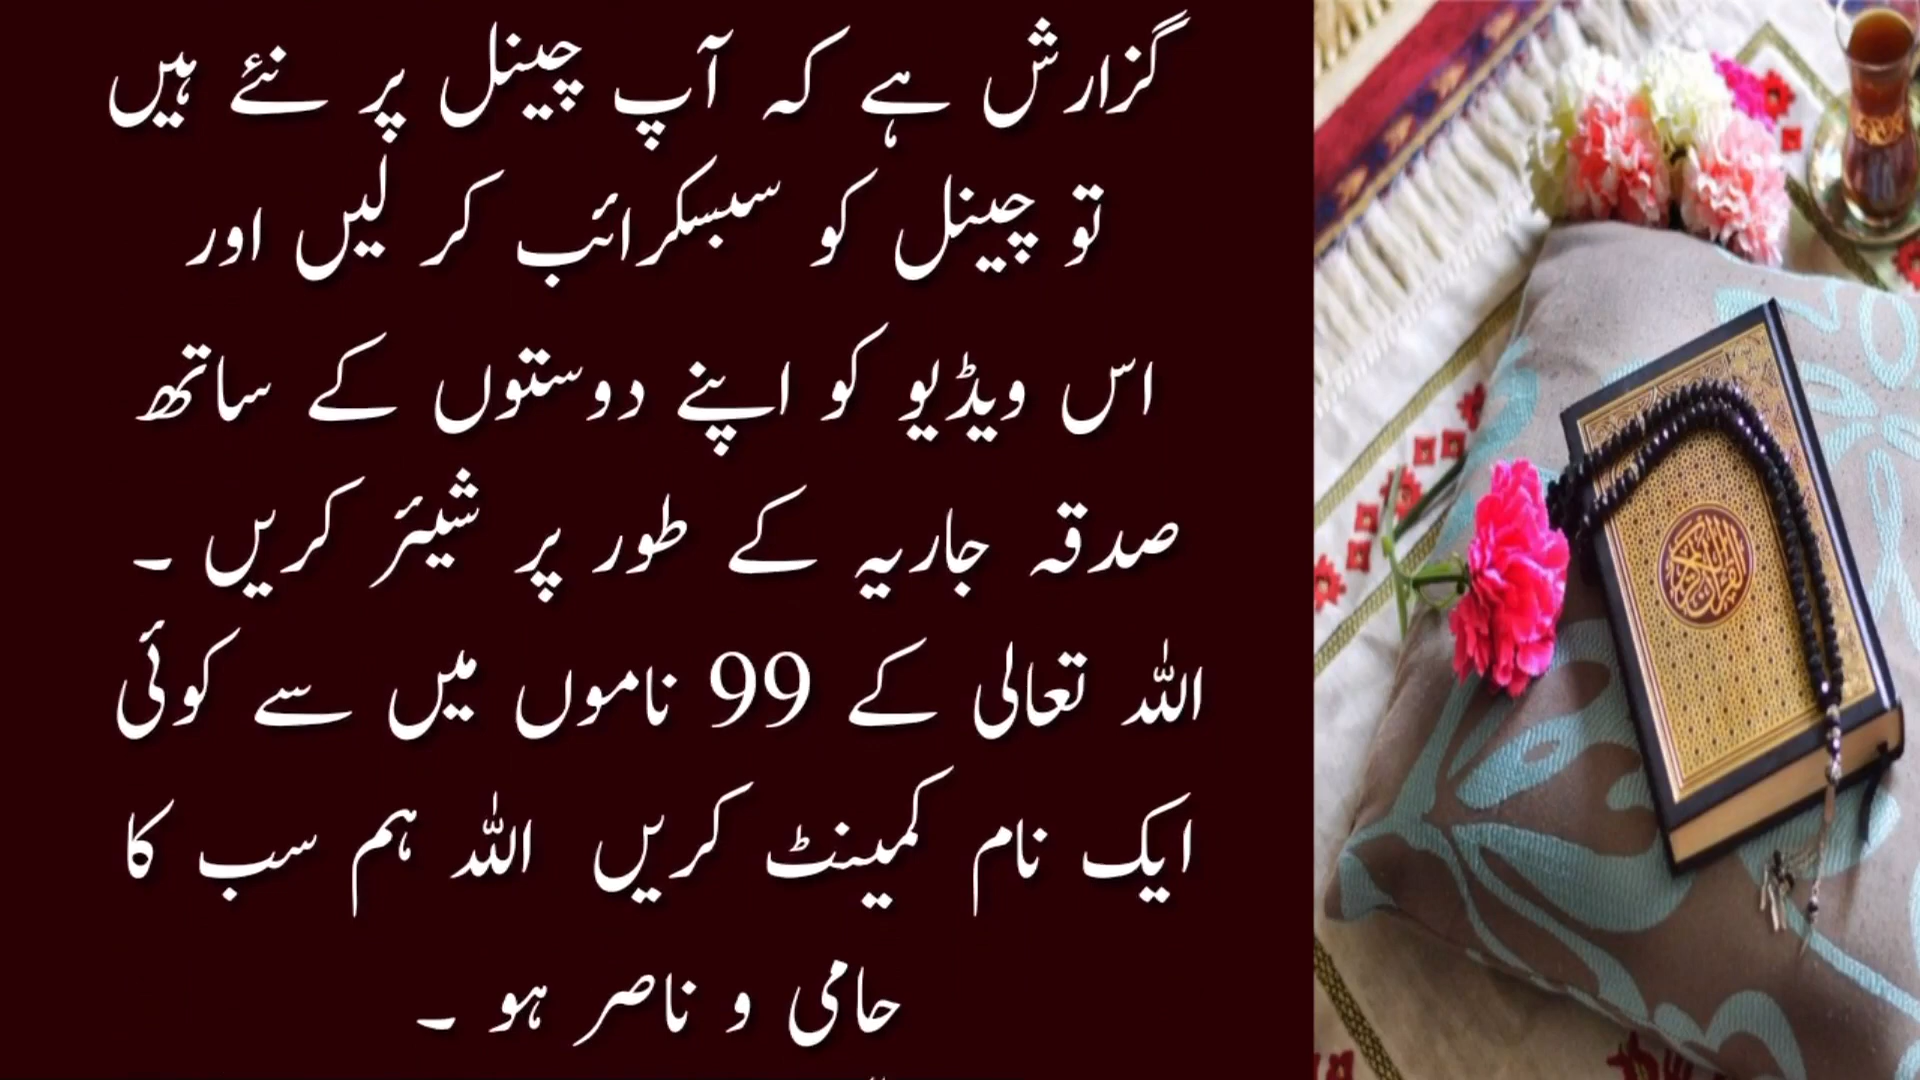 گزارش ہے کہ آپ چینل پر نئے ہیں
تو چینل کو سبسکرائب کر لیں اور
اس ویڈیو کو اپنے دوستوں کے ساتھ
صدقہ جاریہ کے طور پر شیئر کریں ۔
اللہ تعالی کے 99 ناموں میں سے کوئی
ایک نام کمینٹ کریں اللہ ہم سب کا
حامی و ناصر ہو ۔
القرآن الكريم